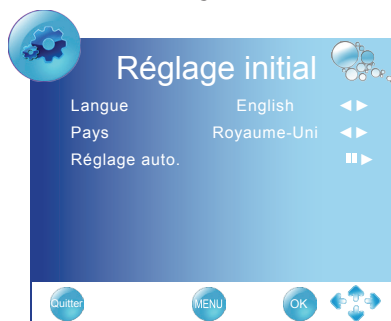 Réglage initial
Langue English
Pays Royaume-Uni
Réglage auto.
Quitter MENU OK